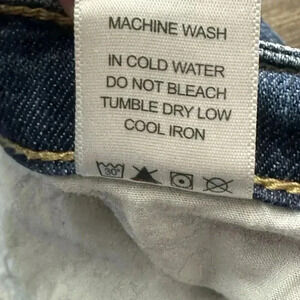 MACHINE WASH
IN COLD WATER
DO NOT BLEACH
TUMBLE DRY LOW
COOL IRON
30°